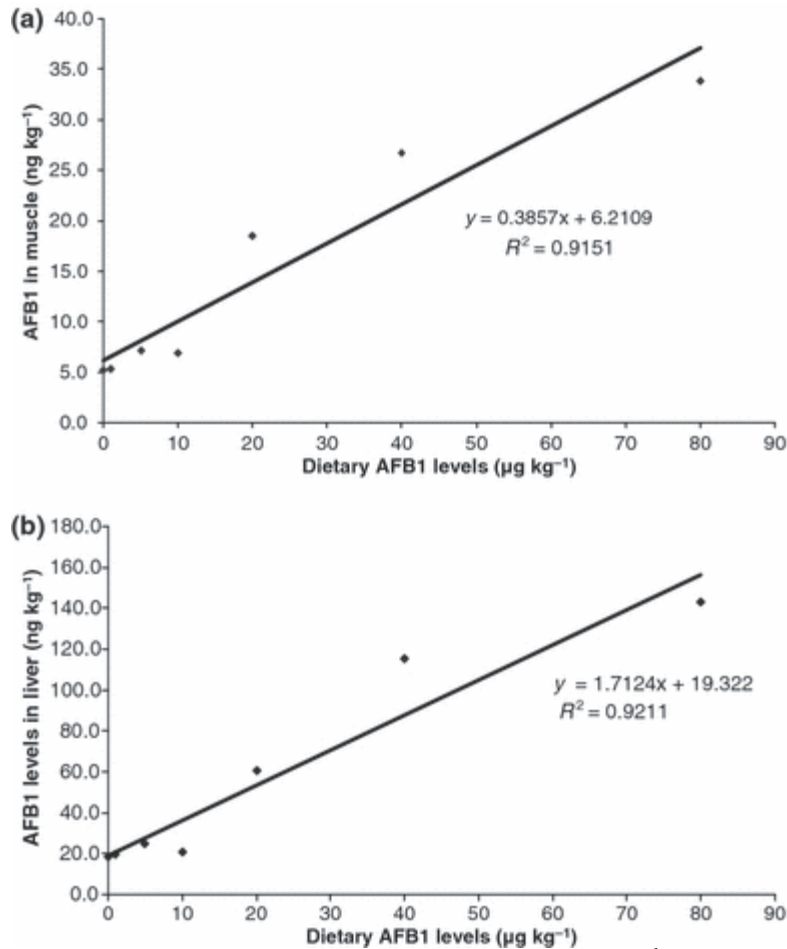 (a)
40.0
35.0
30.0
25.0
20.0
15.0
10.0
5.0
0.0
AFB1 in muscle (ng kg⁻¹)
y = 0.3857x + 6.2109
R² = 0.9151
0 10 20 30 40 50 60 70 80 90
Dietary AFB1 levels (µg kg⁻¹)
(b)
180.0
160.0
140.0
120.0
100.0
80.0
60.0
40.0
20.0
0.0
AFB1 levels in liver (ng kg⁻¹)
y = 1.7124x + 19.322
R² = 0.9211
0 10 20 30 40 50 60 70 80 90
Dietary AFB1 levels (µg kg⁻¹)